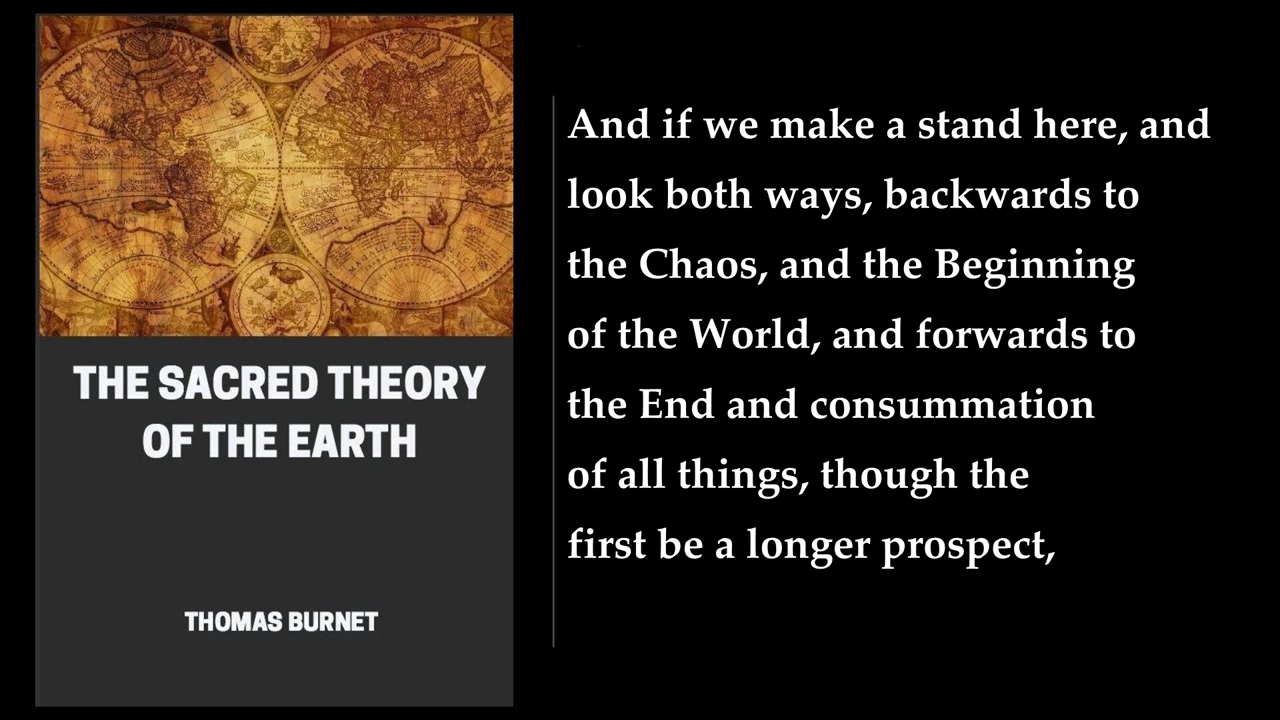 THE SACRED THEORY
OF THE EARTH
THOMAS BURNET
And if we make a stand here, and
look both ways, backwards to
the Chaos, and the Beginning
of the World, and forwards to
the End and consummation
of all things, though the
first be a longer prospect,